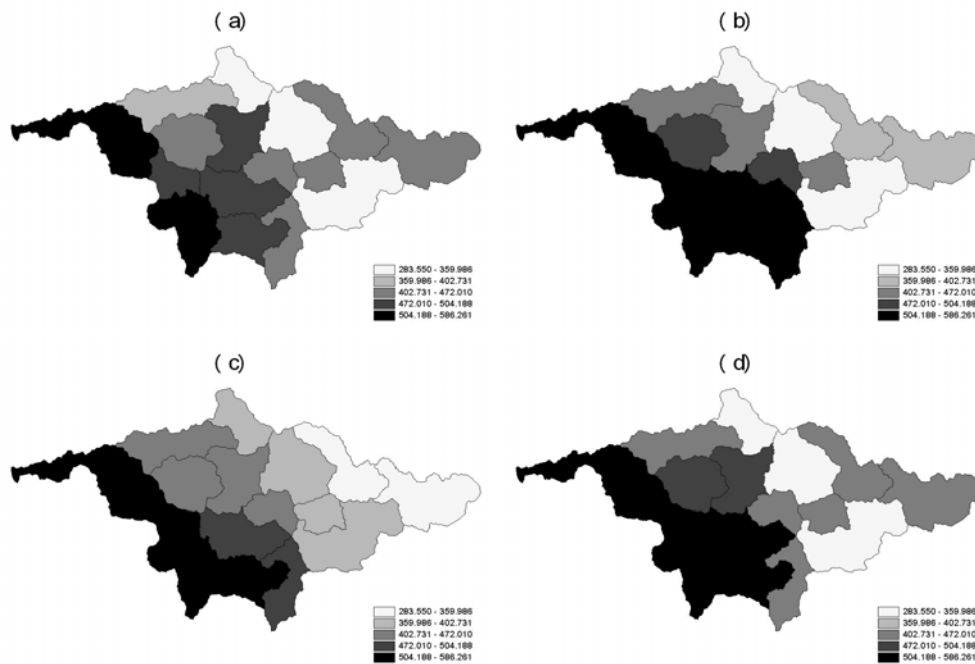 ( a)
( b)
283.550 - 359.986
359.986 - 402.731
402.731 - 472.010
472.010 - 504.188
504.188 - 586.261
283.550 - 359.986
359.986 - 402.731
402.731 - 472.010
472.010 - 504.188
504.188 - 586.261
( c)
( d)
283.550 - 359.986
359.986 - 402.731
402.731 - 472.010
472.010 - 504.188
504.188 - 586.261
283.550 - 359.986
359.986 - 402.731
402.731 - 472.010
472.010 - 504.188
504.188 - 586.261